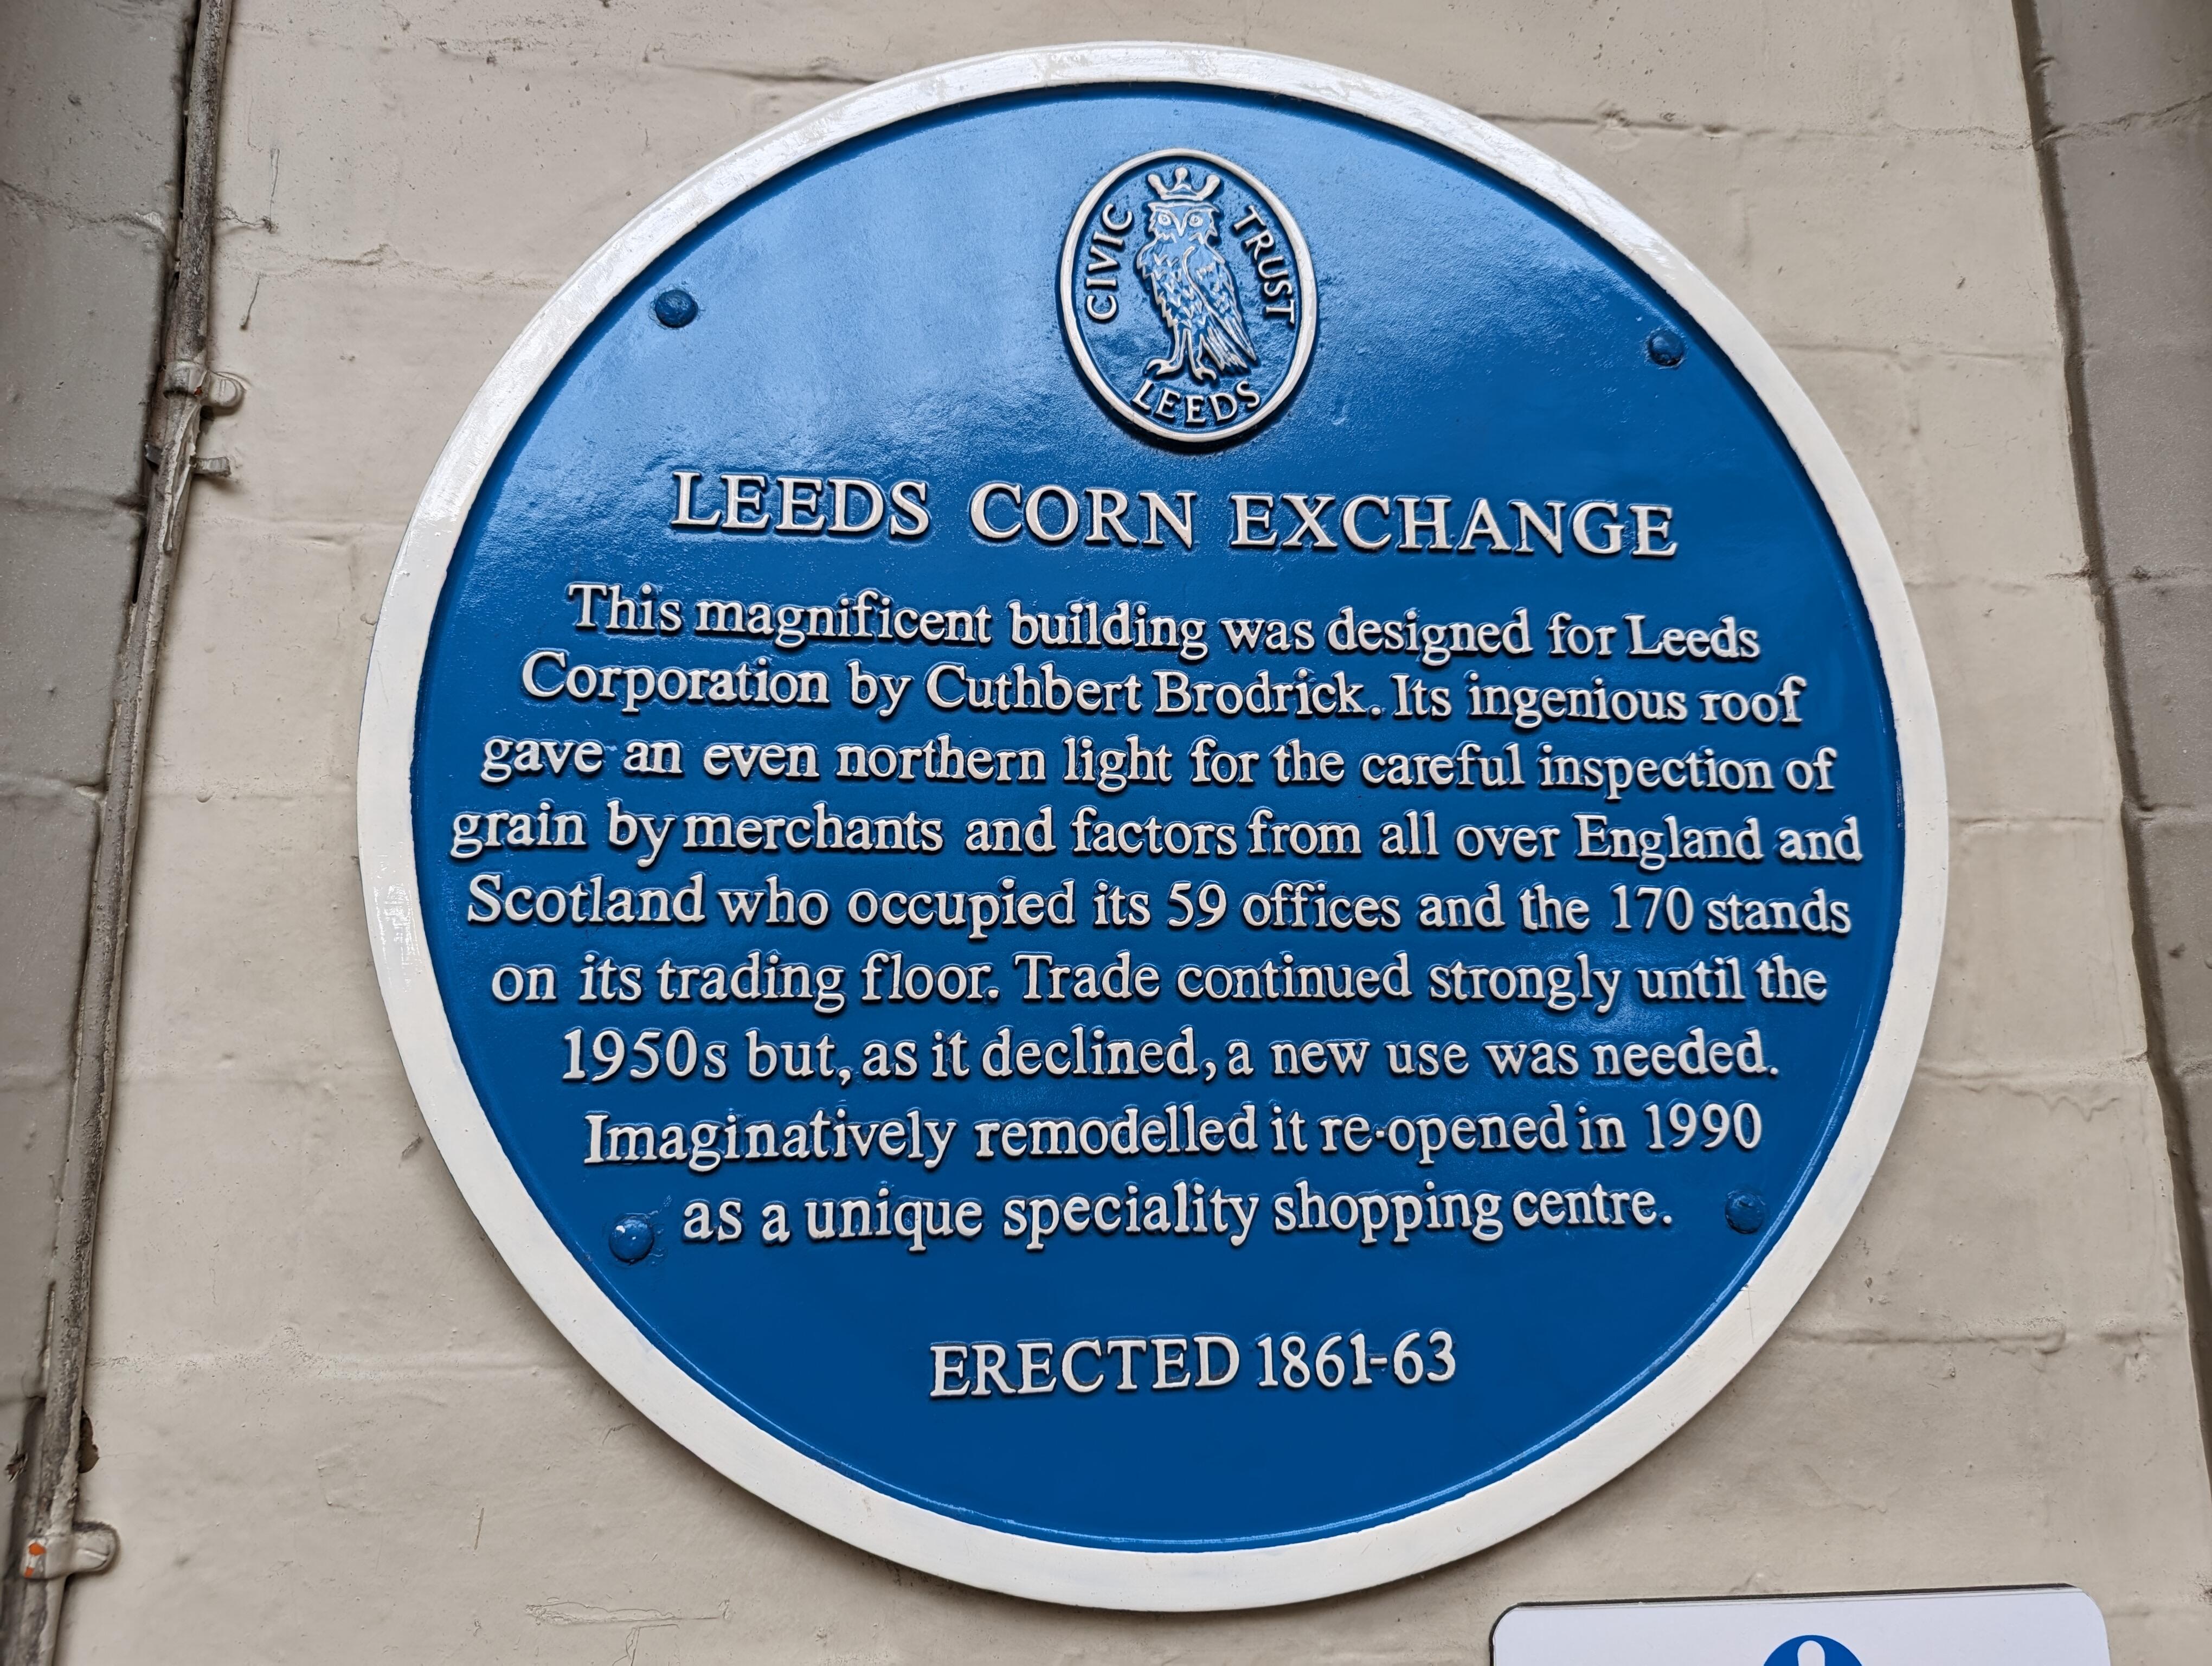 CIVIC TRUST
LEEDS
LEEDS CORN EXCHANGE
This magnificent building was designed for Leeds
Corporation by Cuthbert Brodrick. Its ingenious roof
gave an even northern light for the careful inspection of
grain by merchants and factors from all over England and
Scotland who occupied its 59 offices and the 170 stands
on its trading floor. Trade continued strongly until the
1950s but, as it declined, a new use was needed.
Imaginatively remodelled it re-opened in 1990
as a unique speciality shopping centre.
ERECTED 1861-63